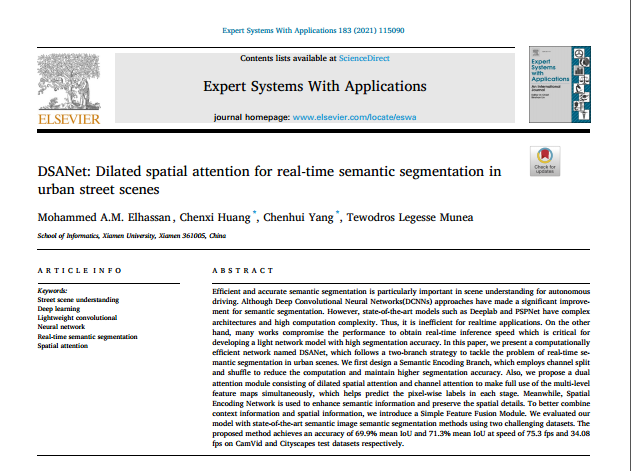 Expert Systems With Applications 183 (2021) 115090
Contents lists available at ScienceDirect
Expert Systems With Applications
journal homepage: www.elsevier.com/locate/eswa
ELSEVIER
Expert
Systems
with
Applications
Check for
updates
DSANet: Dilated spatial attention for real-time semantic segmentation in
urban street scenes
Mohammed A.M. Elhassan, Chenxi Huang *, Chenhui Yang *, Tewodros Legesse Munea
School of Informatics, Xiamen University, Xiamen 361005, China
ARTICLE INFO
Keywords:
Street scene understanding
Deep learning
Lightweight convolutional
Neural network
Real-time semantic segmentation
Spatial attention
ABSTRACT
Efficient and accurate semantic segmentation is particularly important in scene understanding for autonomous
driving. Although Deep Convolutional Neural Networks(DCNNs) approaches have made a significant improve-
ment for semantic segmentation. However, state-of-the-art models such as Deeplab and PSPNet have complex
architectures and high computation complexity. Thus, it is inefficient for realtime applications. On the other
hand, many works compromise the performance to obtain real-time inference speed which is critical for
developing a light network model with high segmentation accuracy. In this paper, we present a computationally
efficient network named DSANet, which follows a two-branch strategy to tackle the problem of real-time se-
mantic segmentation in urban scenes. We first design a Semantic Encoding Branch, which employs channel split
and shuffle to reduce the computation and maintain higher segmentation accuracy. Also, we propose a dual
attention module consisting of dilated spatial attention and channel attention to make full use of the multi-level
feature maps simultaneously, which helps predict the pixel-wise labels in each stage. Meanwhile, Spatial
Encoding Network is used to enhance semantic information and preserve the spatial details. To better combine
context information and spatial information, we introduce a Simple Feature Fusion Module. We evaluated our
model with state-of-the-art semantic image semantic segmentation methods using two challenging datasets. The
proposed method achieves an accuracy of 69.9% mean IoU and 71.3% mean IoU at speed of 75.3 fps and 34.08
fps on CamVid and Cityscapes test datasets respectively.